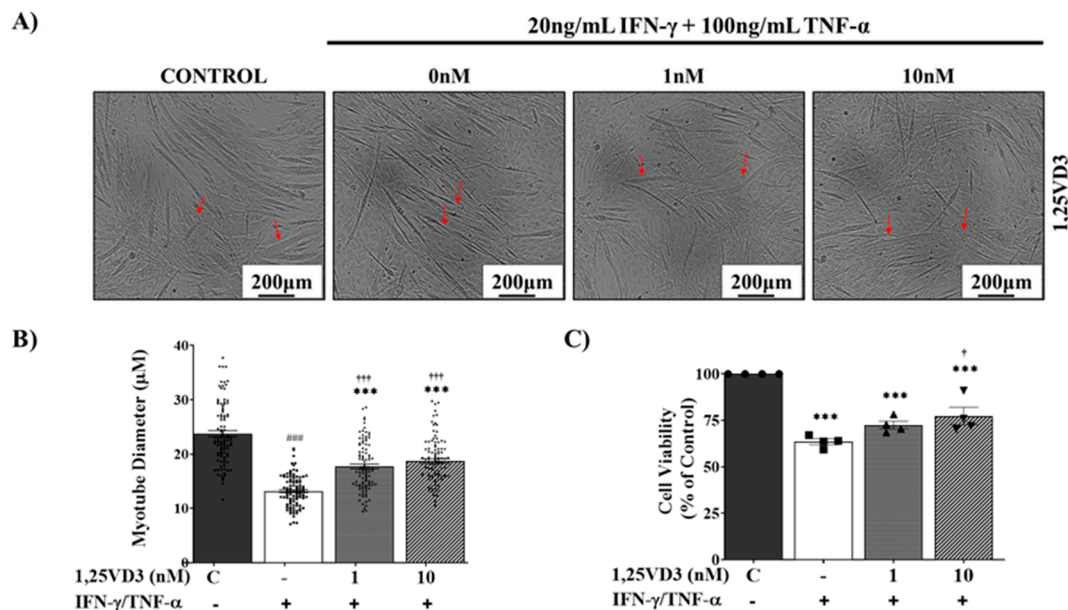 A)
20ng/mL IFN-γ + 100ng/mL TNF-α
CONTROL 0nM 1nM 10nM
1,25VD3
200μm 200μm 200μm 200μm
B)
Myotube Diameter (μM)
40
30
20
10
0
###
†††
***
†††
***
1,25VD3 (nM) C - 1 10
IFN-γ/TNF-α - + + +
C)
Cell Viability
(% of Control)
100
75
50
25
0
***
***
†
***
1,25VD3 (nM) C - 1 10
IFN-γ/TNF-α - + + +